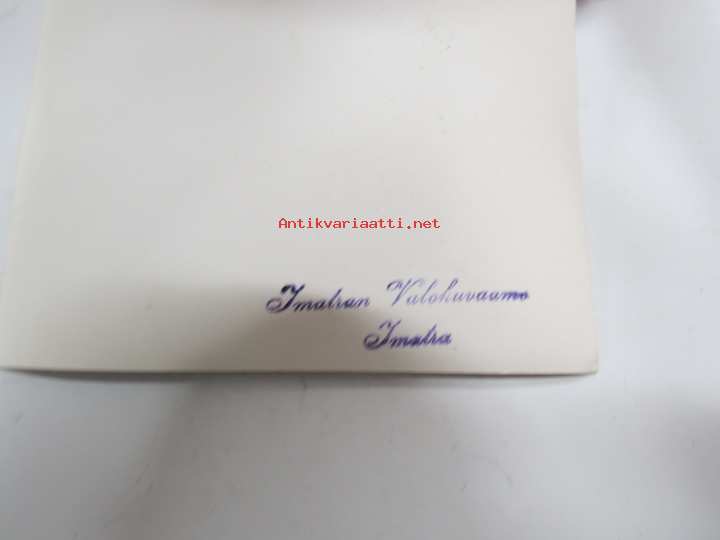 Antikvariaatti.net
Imatran Valokuvaamo
Imatra